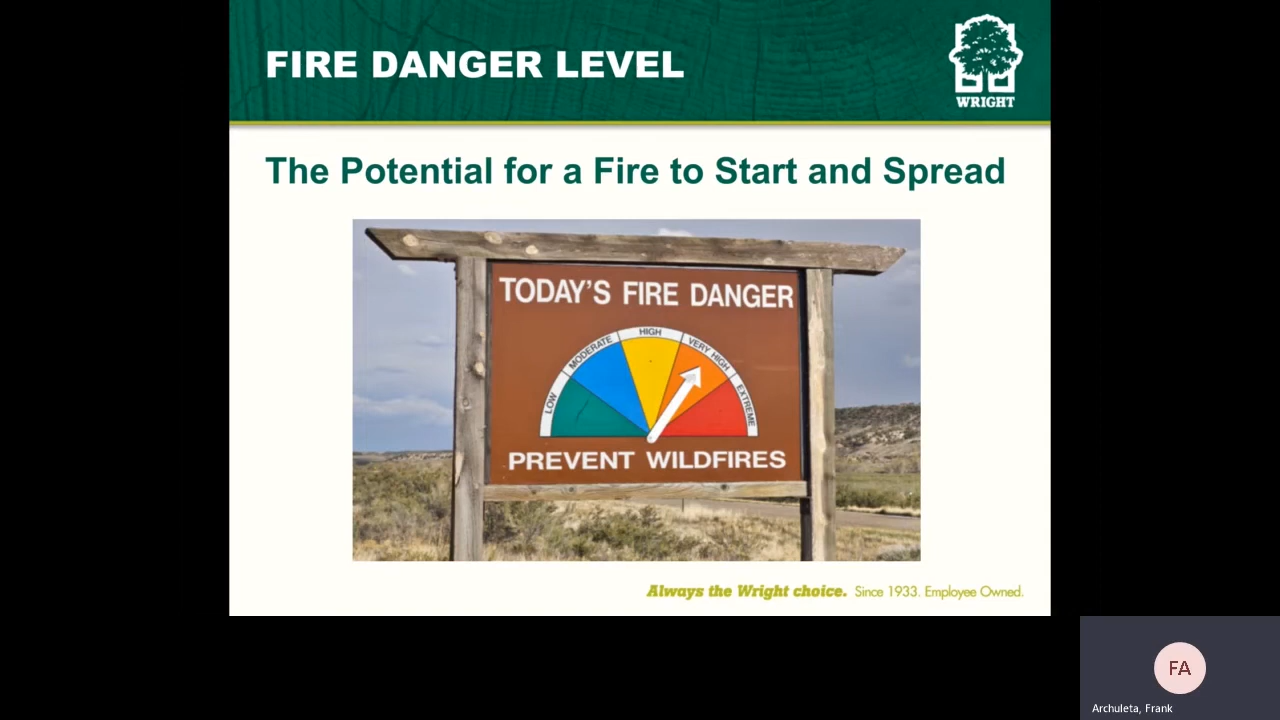 FIRE DANGER LEVEL
WRIGHT
The Potential for a Fire to Start and Spread
TODAY'S FIRE DANGER
LOW
MODERATE
HIGH
VERY HIGH
EXTREME
PREVENT WILDFIRES
Always the Wright choice. Since 1933. Employee Owned.
FA
Archuleta, Frank